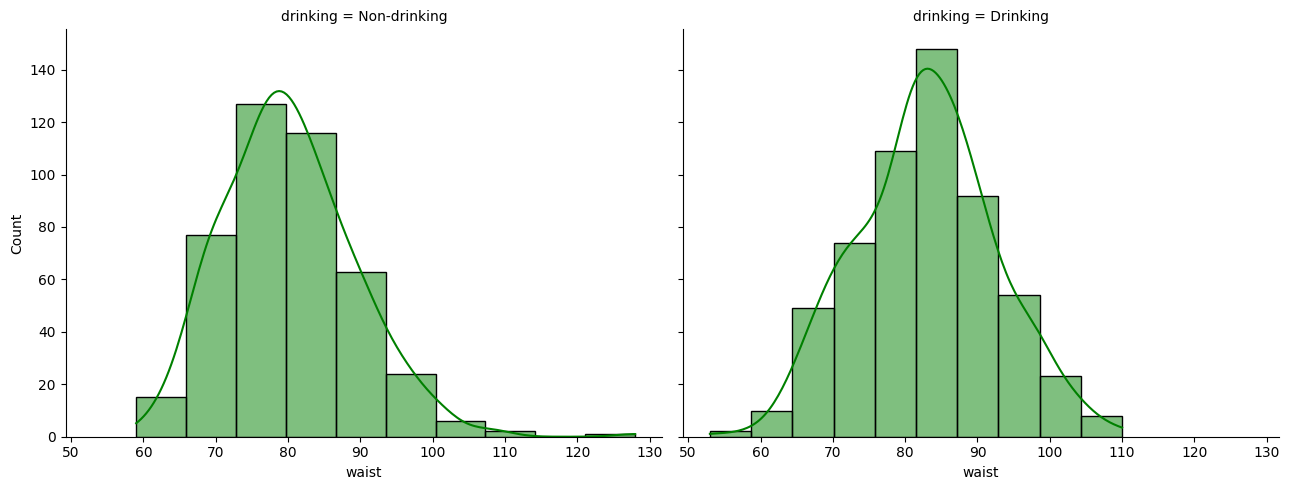 drinking = Non-drinking
drinking = Drinking
140
120
100
80
60
40
20
0
Count
50 60 70 80 90 100 110 120 130
50 60 70 80 90 100 110 120 130
waist
waist